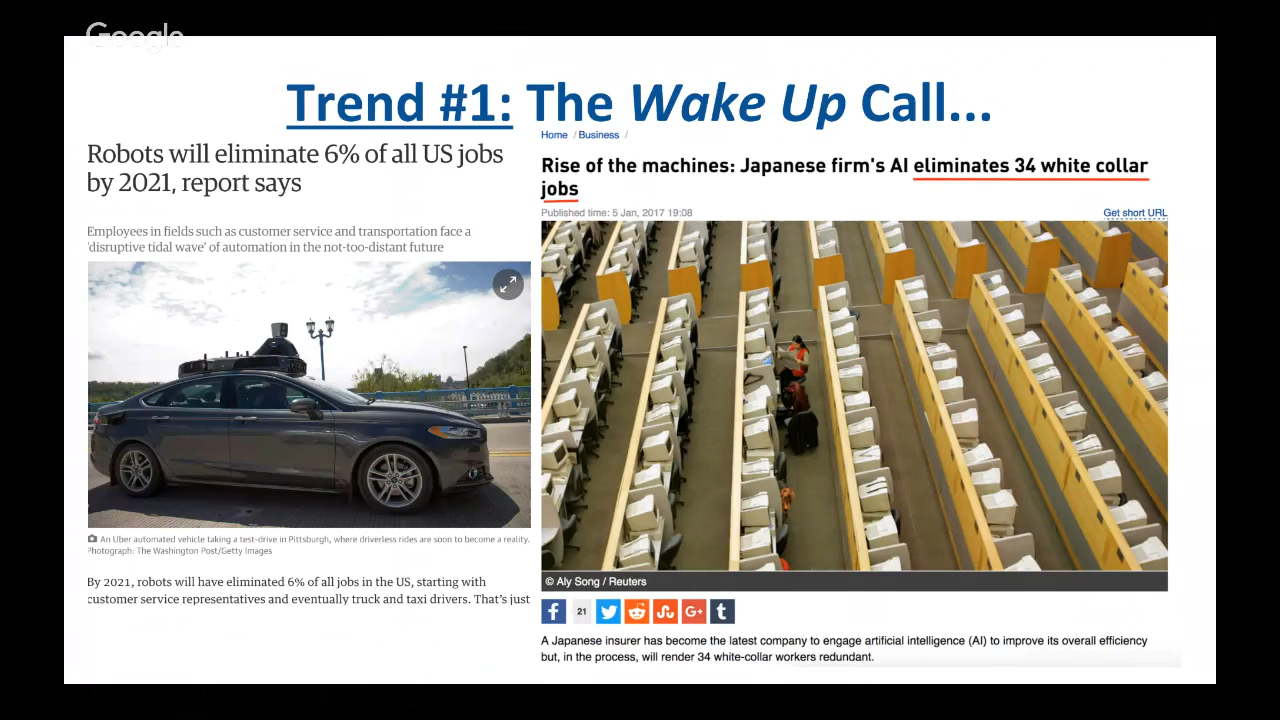 Google
Trend #1: The Wake Up Call...
Robots will eliminate 6% of all US jobs
by 2021, report says
Employees in fields such as customer service and transportation face a
'disruptive tidal wave' of automation in the not-too-distant future
An Uber automated vehicle taking a test-drive in Pittsburgh, where driverless rides are soon to become a reality.
Photograph: The Washington Post/Getty Images
By 2021, robots will have eliminated 6% of all jobs in the US, starting with
customer service representatives and eventually truck and taxi drivers. That's just
Home / Business /
Rise of the machines: Japanese firm's AI eliminates 34 white collar
jobs
Published time: 5 Jan, 2017 19:08
Get short URL
© Aly Song / Reuters
21
A Japanese insurer has become the latest company to engage artificial intelligence (AI) to improve its overall efficiency
but, in the process, will render 34 white-collar workers redundant.